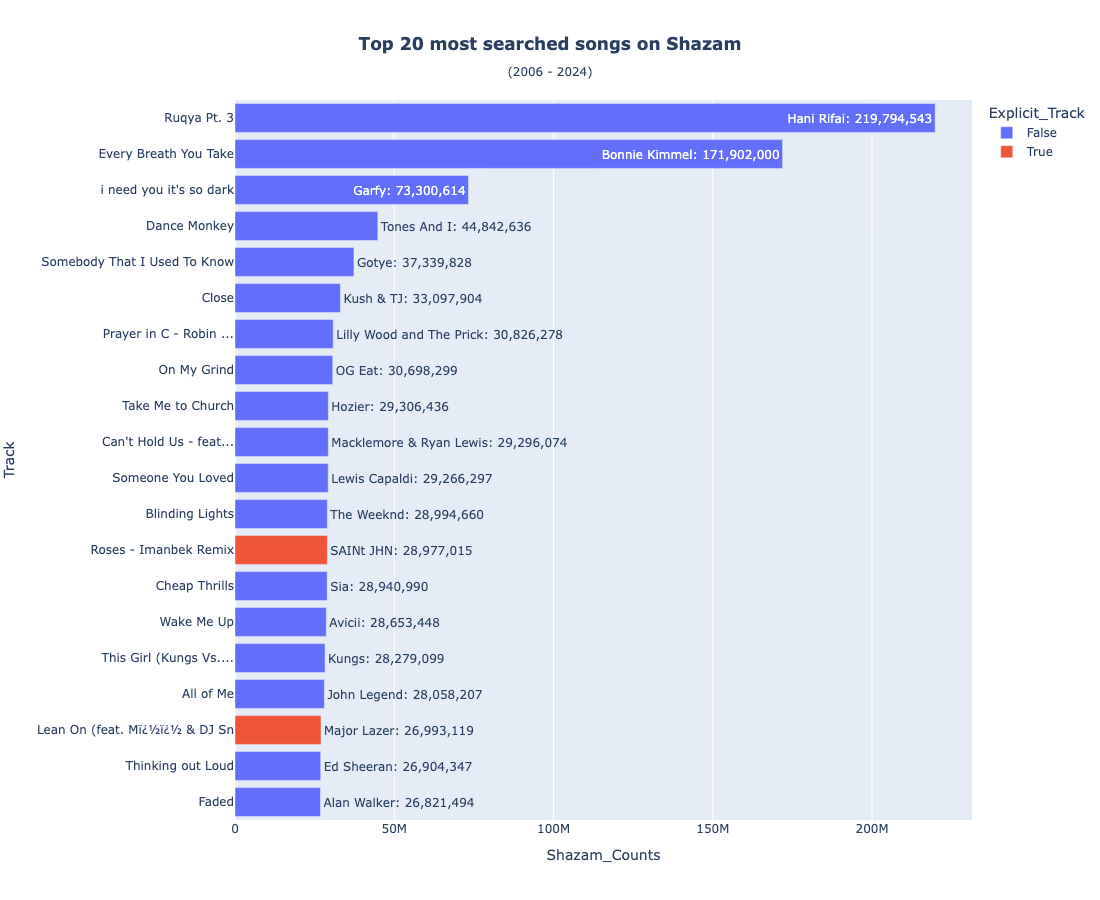 Top 20 most searched songs on Shazam
(2006 - 2024)
Explicit_Track
False
True
Track
Ruqya Pt. 3 Hani Rifai: 219,794,543
Every Breath You Take Bonnie Kimmel: 171,902,000
i need you it's so dark Garfy: 73,300,614
Dance Monkey Tones And I: 44,842,636
Somebody That I Used To Know Gotye: 37,339,828
Close Kush & TJ: 33,097,904
Prayer in C - Robin ... Lilly Wood and The Prick: 30,826,278
On My Grind OG Eat: 30,698,299
Take Me to Church Hozier: 29,306,436
Can't Hold Us - feat... Macklemore & Ryan Lewis: 29,296,074
Someone You Loved Lewis Capaldi: 29,266,297
Blinding Lights The Weeknd: 28,994,660
Roses - Imanbek Remix SAINt JHN: 28,977,015
Cheap Thrills Sia: 28,940,990
Wake Me Up Avicii: 28,653,448
This Girl (Kungs Vs.... Kungs: 28,279,099
All of Me John Legend: 28,058,207
Lean On (feat. Mï¿½ï¿½ & DJ Sn Major Lazer: 26,993,119
Thinking out Loud Ed Sheeran: 26,904,347
Faded Alan Walker: 26,821,494
0 50M 100M 150M 200M
Shazam_Counts